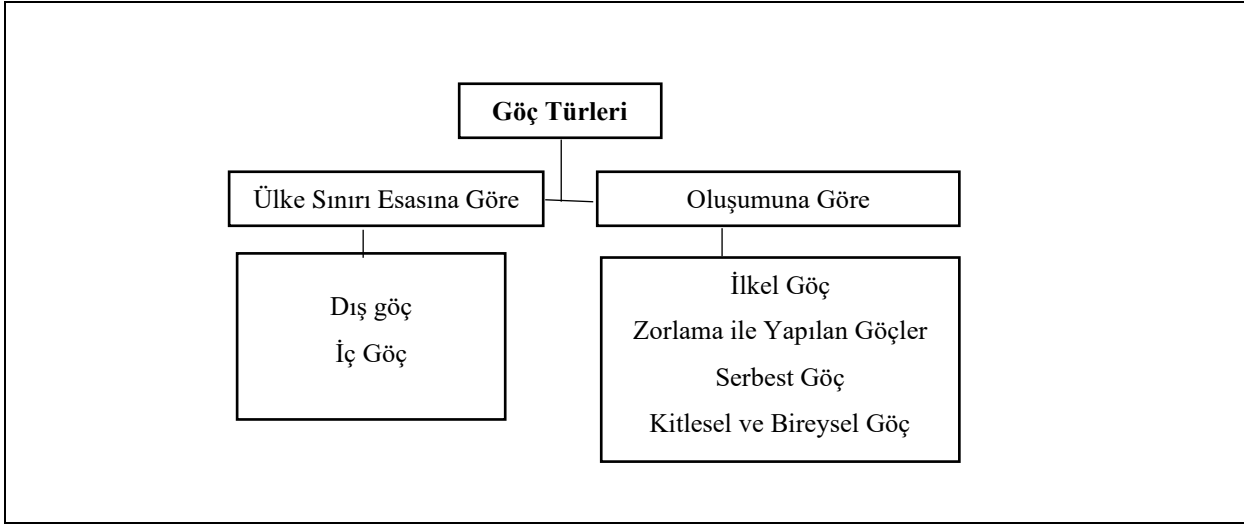 Göç Türleri
Ülke Sınırı Esasına Göre
Oluşumuna Göre
Dış göç
İç Göç
İlkel Göç
Zorlama ile Yapılan Göçler
Serbest Göç
Kitlesel ve Bireysel Göç